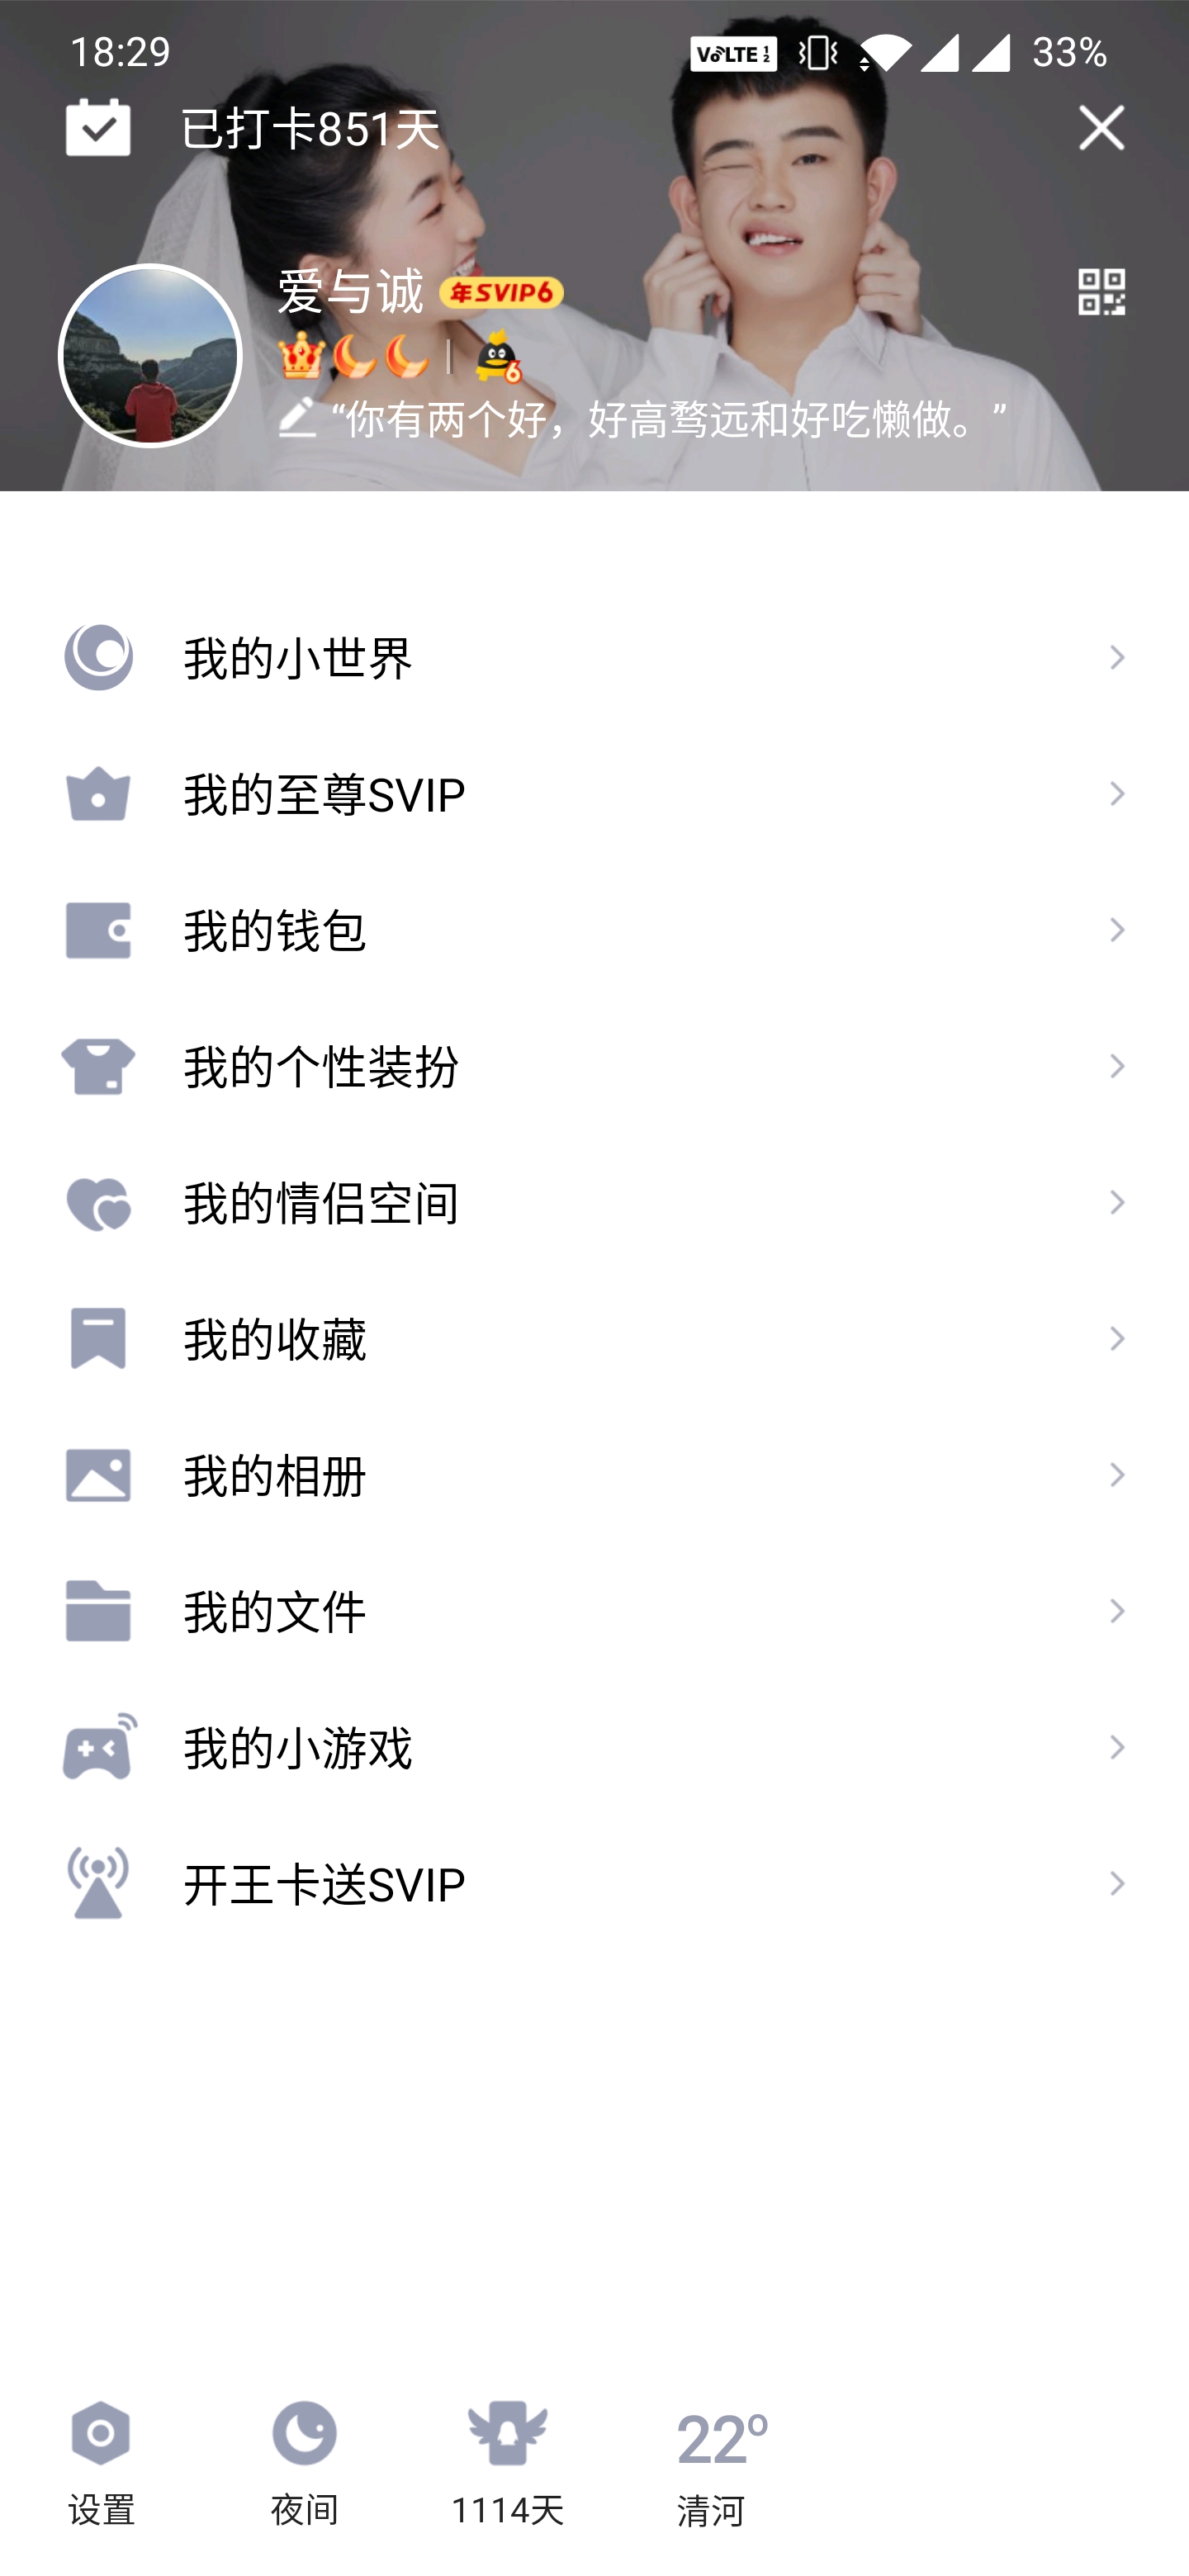 18:29
VoLTE 1 2
33%
已打卡851天
爱与诚 年SVIP6
6
“你有两个好，好高骛远和好吃懒做。”
我的小世界
我的至尊SVIP
我的钱包
我的个性装扮
我的情侣空间
我的收藏
我的相册
我的文件
我的小游戏
开王卡送SVIP
22º
设置
夜间
1114天
清河